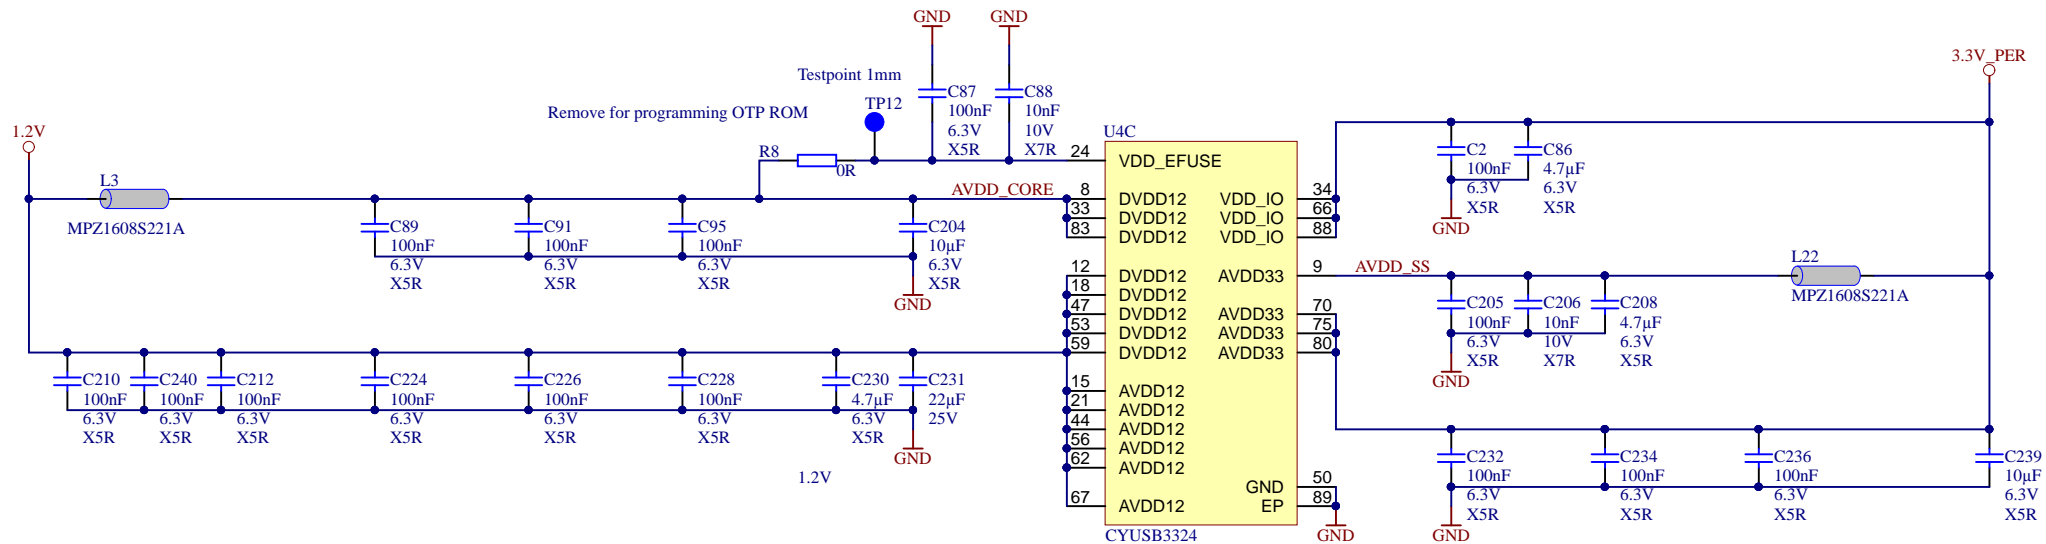 GND
GND
3.3V_PER
Testpoint 1mm
TP12
Remove for programming OTP ROM
C87
100nF
6.3V
X5R
C88
10nF
10V
X7R
1.2V
R8
0R
L3
MPZ1608S221A
AVDD_CORE
C89
100nF
6.3V
X5R
C91
100nF
6.3V
X5R
C95
100nF
6.3V
X5R
C204
10µF
6.3V
X5R
GND
C210
100nF
6.3V
X5R
C240
100nF
6.3V
X5R
C212
100nF
6.3V
X5R
C224
100nF
6.3V
X5R
C226
100nF
6.3V
X5R
C228
100nF
6.3V
X5R
C230
4.7µF
6.3V
X5R
C231
22µF
25V
GND
1.2V
U4C
24 VDD_EFUSE
8 DVDD12 VDD_IO 34
33 DVDD12 VDD_IO 66
83 DVDD12 VDD_IO 88
12 DVDD12 AVDD33 9
18 DVDD12
47 DVDD12 AVDD33 70
53 DVDD12 AVDD33 75
59 DVDD12 AVDD33 80
15 AVDD12
21 AVDD12
44 AVDD12
56 AVDD12
62 AVDD12
GND 50
67 AVDD12 EP 89
CYUSB3324
GND
C2
100nF
6.3V
X5R
C86
4.7µF
6.3V
X5R
GND
AVDD_SS
L22
MPZ1608S221A
C205
100nF
6.3V
X5R
C206
10nF
10V
X7R
C208
4.7µF
6.3V
X5R
GND
C232
100nF
6.3V
X5R
C234
100nF
6.3V
X5R
C236
100nF
6.3V
X5R
C239
10µF
6.3V
X5R
GND